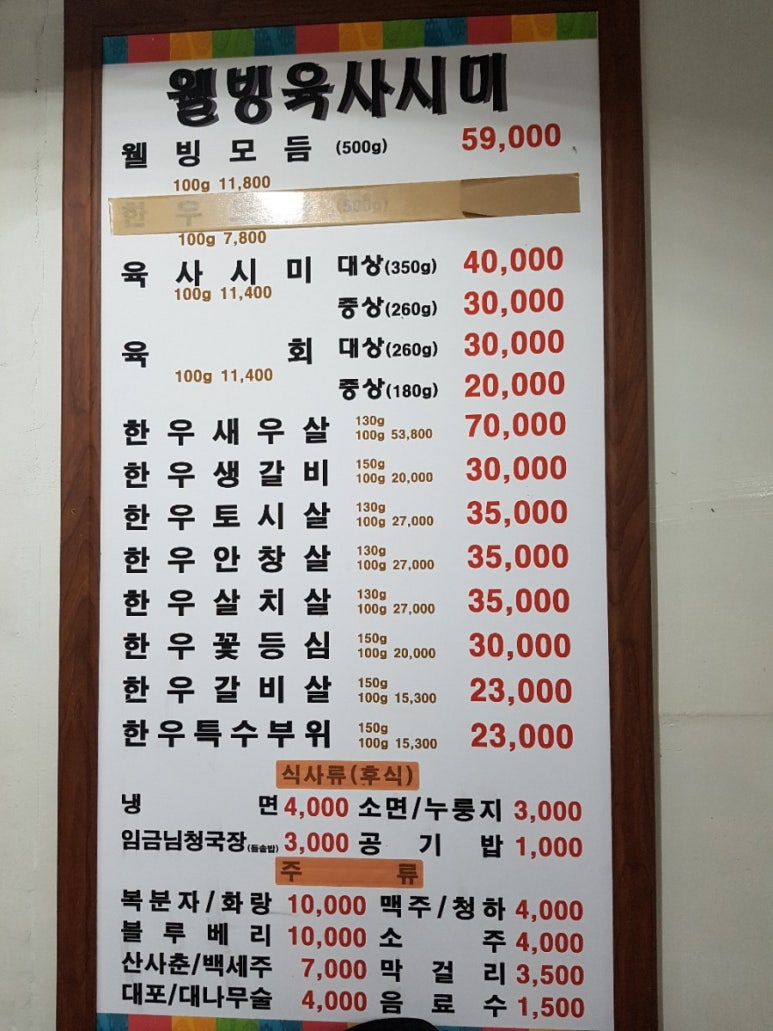 웰빙육사시미
웰빙모듬 (500g) 59,000
100g 11,800
한우 (500g)
100g 7,800
육사시미 대상(350g) 40,000
100g 11,400
중상(260g) 30,000
육회 대상(260g) 30,000
100g 11,400
중상(180g) 20,000
한우새우살 130g 100g 53,800 70,000
한우생갈비 150g 100g 20,000 30,000
한우토시살 130g 100g 27,000 35,000
한우안창살 130g 100g 27,000 35,000
한우살치살 130g 100g 27,000 35,000
한우꽃등심 150g 100g 20,000 30,000
한우갈비살 150g 100g 15,300 23,000
한우특수부위 150g 100g 15,300 23,000
식사류(후식)
냉면 4,000 소면/누룽지 3,000
임금님청국장(돌솥밥) 3,000 공기밥 1,000
주류
복분자/화랑 10,000 맥주/청하 4,000
블루베리 10,000 소주 4,000
산사춘/백세주 7,000 막걸리 3,500
대포/대나무술 4,000 음료수 1,500